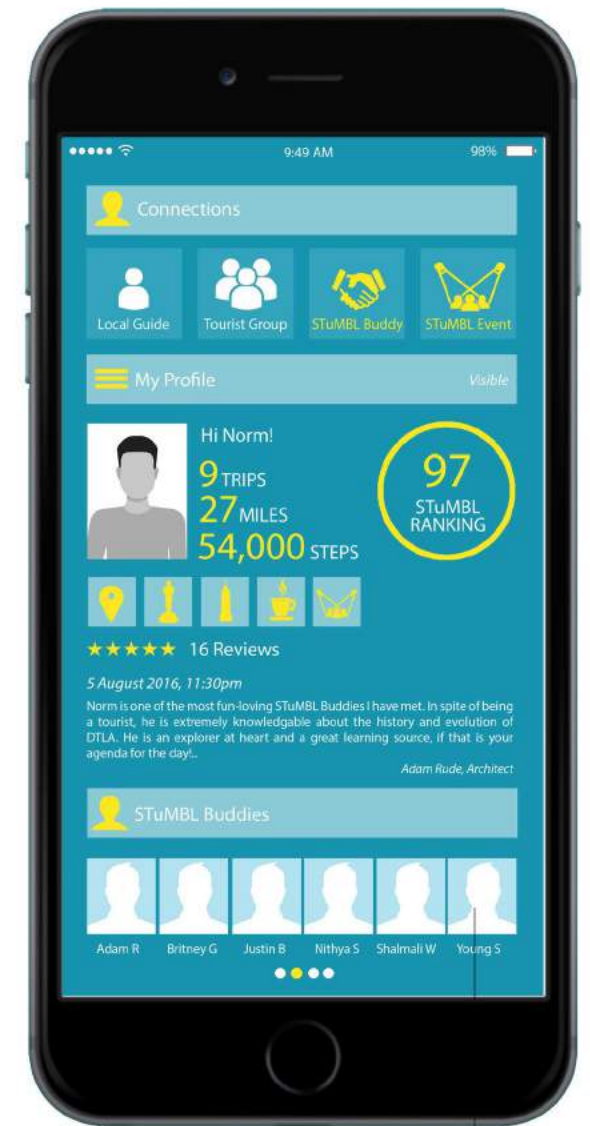 9:49 AM
98%
Connections
Local Guide
Tourist Group
STuMBL Buddy
STuMBL Event
My Profile
Visible
Hi Norm!
9 TRIPS
27 MILES
54,000 STEPS
97
STuMBL
RANKING
16 Reviews
5 August 2016, 11:30pm
Norm is one of the most fun-loving STuMBL Buddies I have met. In spite of being
a tourist, he is extremely knowledgable about the history and evolution of
DTLA. He is an explorer at heart and a great learning source, if that is your
agenda for the day!..
Adam Rude, Architect
STuMBL Buddies
Adam R
Britney G
Justin B
Nithya S
Shalmali W
Young S